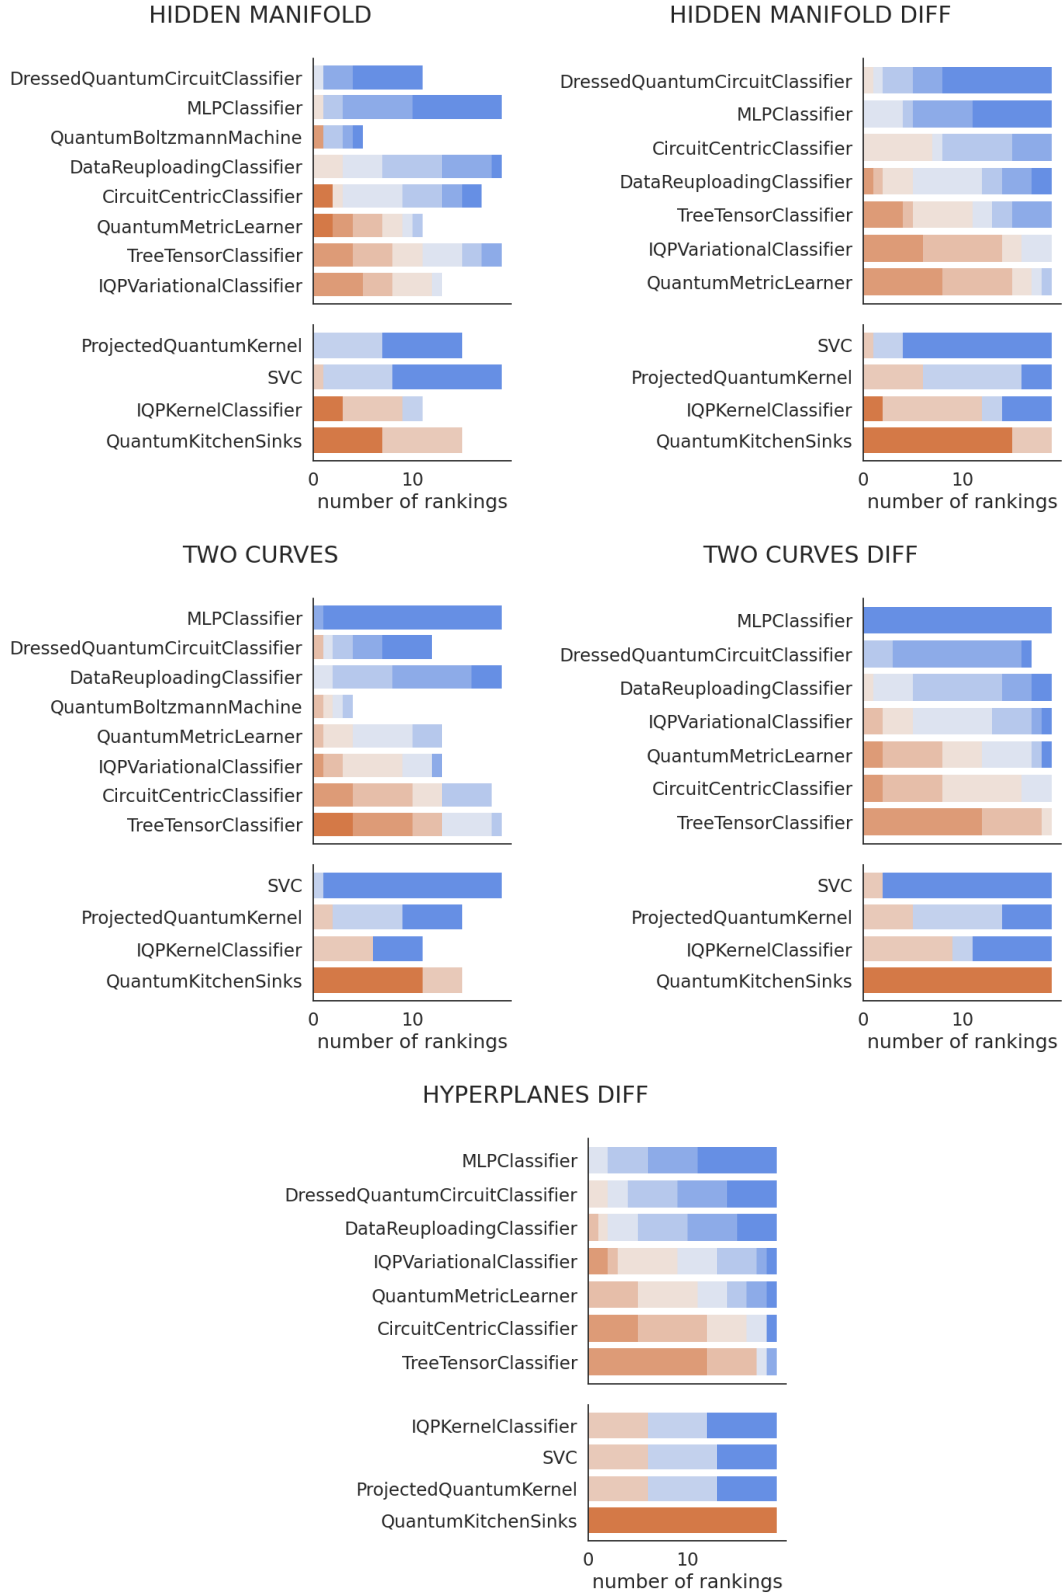 HIDDEN MANIFOLD
DressedQuantumCircuitClassifier
MLPClassifier
QuantumBoltzmannMachine
DataReuploadingClassifier
CircuitCentricClassifier
QuantumMetricLearner
TreeTensorClassifier
IQPVariationalClassifier
ProjectedQuantumKernel
SVC
IQPKernelClassifier
QuantumKitchenSinks
0 10
number of rankings
HIDDEN MANIFOLD DIFF
DressedQuantumCircuitClassifier
MLPClassifier
CircuitCentricClassifier
DataReuploadingClassifier
TreeTensorClassifier
IQPVariationalClassifier
QuantumMetricLearner
SVC
ProjectedQuantumKernel
IQPKernelClassifier
QuantumKitchenSinks
0 10
number of rankings
TWO CURVES
MLPClassifier
DressedQuantumCircuitClassifier
DataReuploadingClassifier
QuantumBoltzmannMachine
QuantumMetricLearner
IQPVariationalClassifier
CircuitCentricClassifier
TreeTensorClassifier
SVC
ProjectedQuantumKernel
IQPKernelClassifier
QuantumKitchenSinks
0 10
number of rankings
TWO CURVES DIFF
MLPClassifier
DressedQuantumCircuitClassifier
DataReuploadingClassifier
IQPVariationalClassifier
QuantumMetricLearner
CircuitCentricClassifier
TreeTensorClassifier
SVC
ProjectedQuantumKernel
IQPKernelClassifier
QuantumKitchenSinks
0 10
number of rankings
HYPERPLANES DIFF
MLPClassifier
DressedQuantumCircuitClassifier
DataReuploadingClassifier
IQPVariationalClassifier
QuantumMetricLearner
CircuitCentricClassifier
TreeTensorClassifier
IQPKernelClassifier
SVC
ProjectedQuantumKernel
QuantumKitchenSinks
0 10
number of rankings